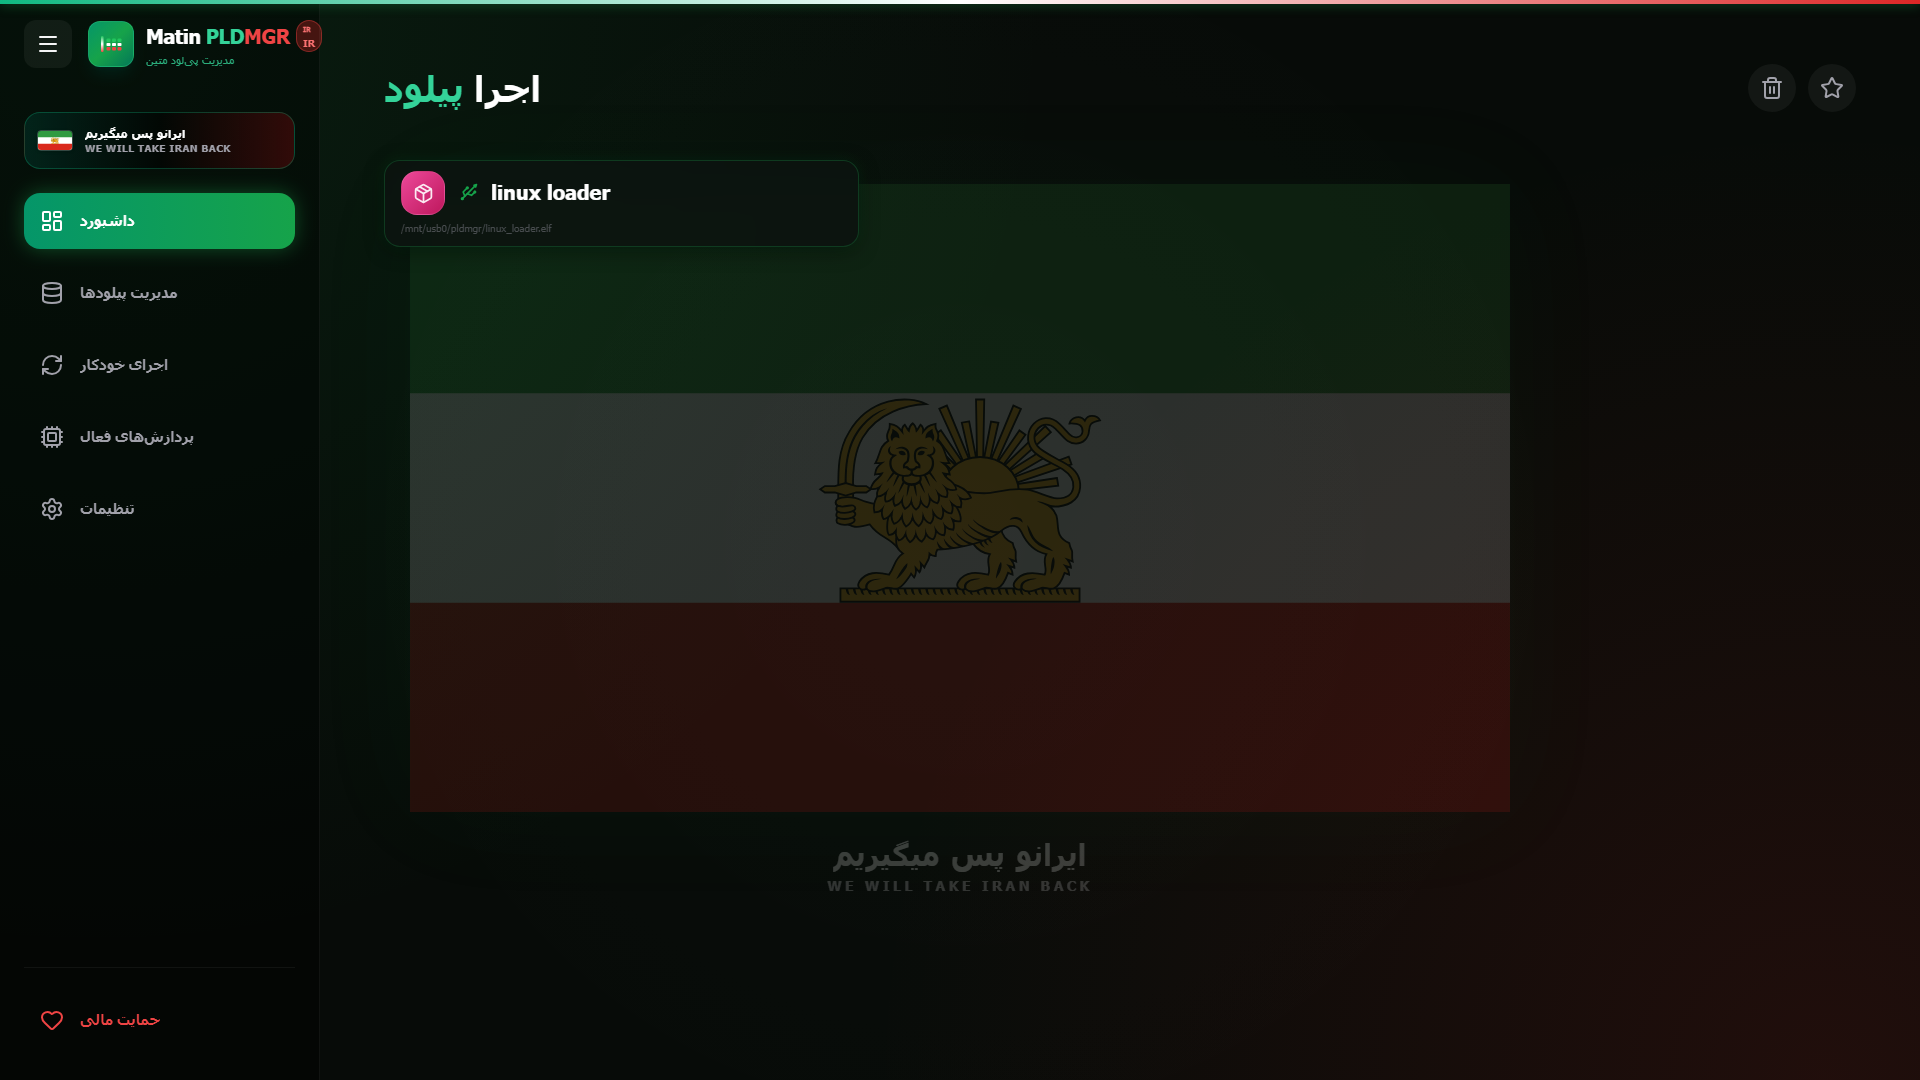 Matin PLDMGR
IR
IR
مدیریت پی‌لود متین
ایرانو پس میگیریم
WE WILL TAKE IRAN BACK
داشبورد
مدیریت پیلودها
اجرای خودکار
پردازش‌های فعال
تنظیمات
حمایت مالی
اجرا پیلود
linux loader
/mnt/usb0/pldmgr/linux_loader.elf
ایرانو پس میگیریم
WE WILL TAKE IRAN BACK